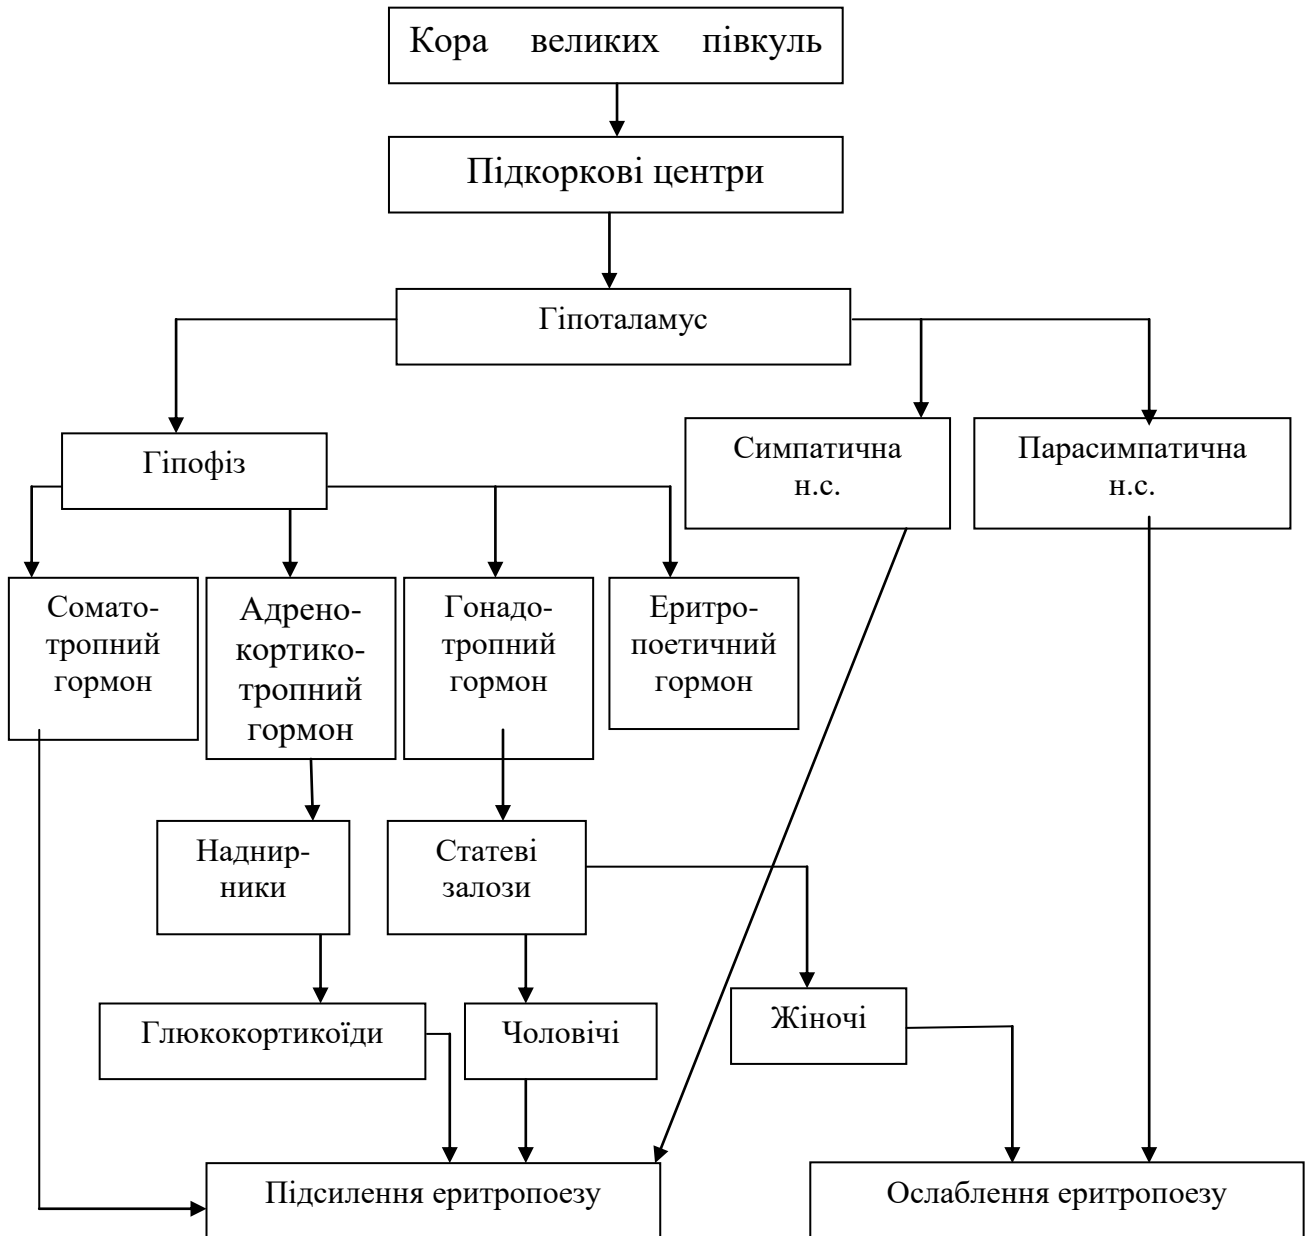 Кора великих півкуль
Підкоркові центри
Гіпоталамус
Гіпофіз
Симпатична
н.с.
Парасимпатична
н.с.
Сомато-
тропний
гормон
Адрено-
кортико-
тропний
гормон
Гонадо-
тропний
гормон
Еритро-
поетичний
гормон
Наднир-
ники
Статеві
залози
Глюкокортикоїди
Чоловічі
Жіночі
Підсилення еритропоезу
Ослаблення еритропоезу